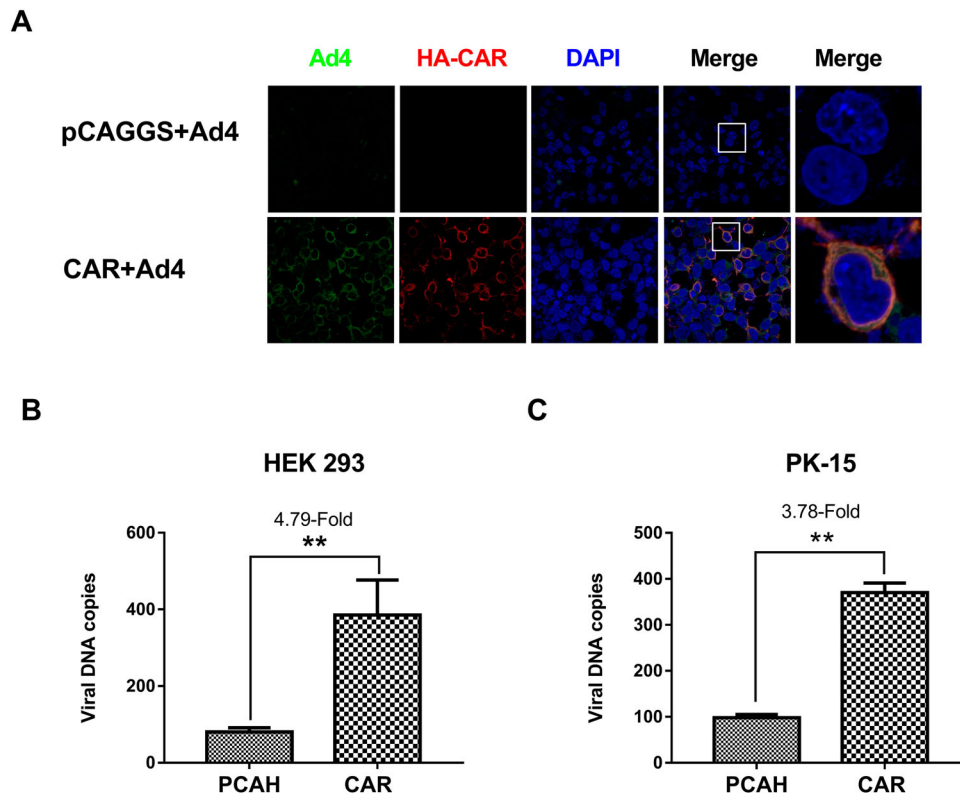 A
Ad4 HA-CAR DAPI Merge Merge
pCAGGS+Ad4
CAR+Ad4
B
HEK 293
4.79-Fold
**
600
400
200
0
Viral DNA copies
PCAH CAR
C
PK-15
3.78-Fold
**
500
400
300
200
100
0
Viral DNA copies
PCAH CAR